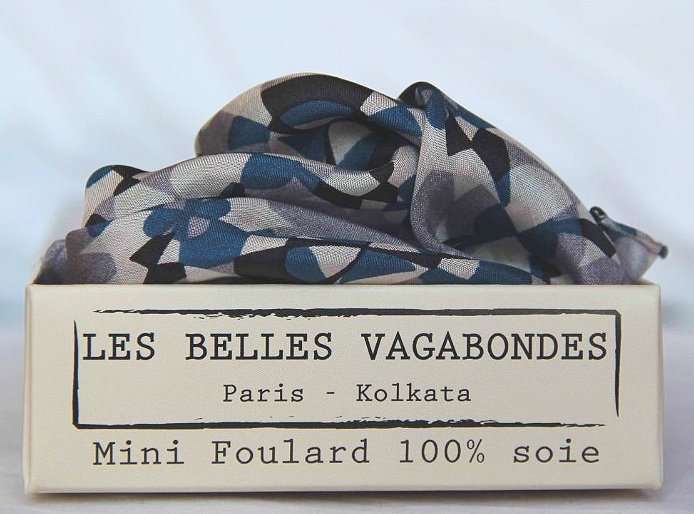 LES BELLES VAGABONDES
Paris - Kolkata
Mini Foulard 100% soie